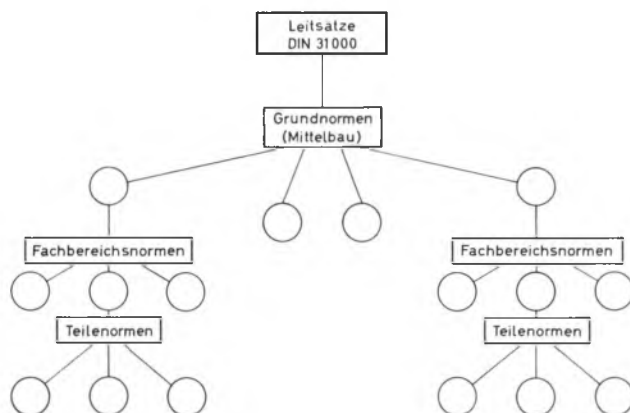 Leitsätze
DIN 31000
Grundnormen
(Mittelbau)
Fachbereichsnormen
Fachbereichsnormen
Teilenormen
Teilenormen